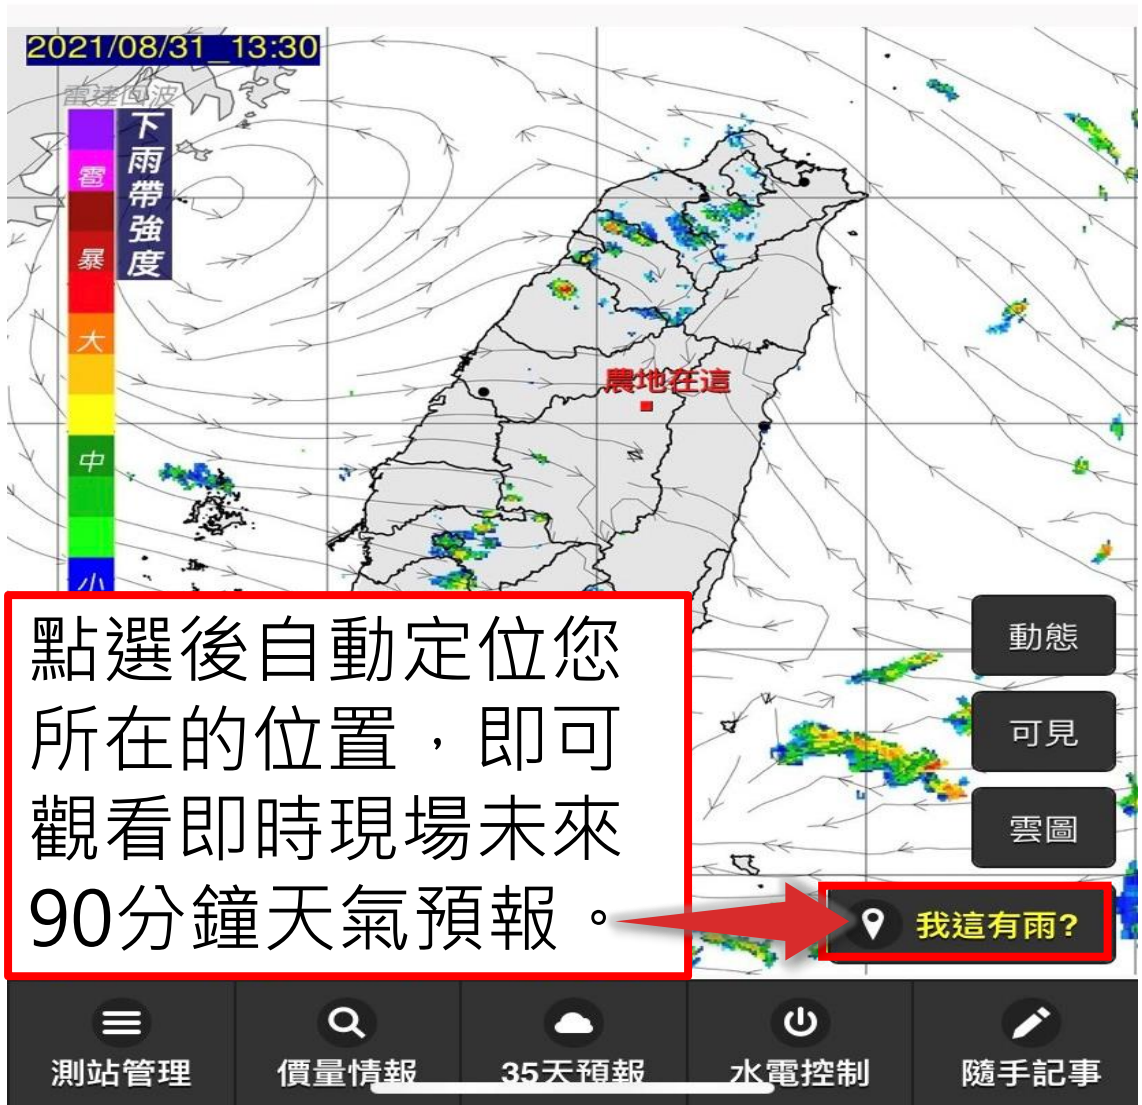 2021/08/31_13:30
雷達回波
下雨帶強度
雹
暴
大
中
小
農地在這
點選後自動定位您
所在的位置，即可
觀看即時現場未來
90分鐘天氣預報。
動態
可見
雲圖
我這有雨?
測站管理
價量情報
35天預報
水電控制
隨手記事